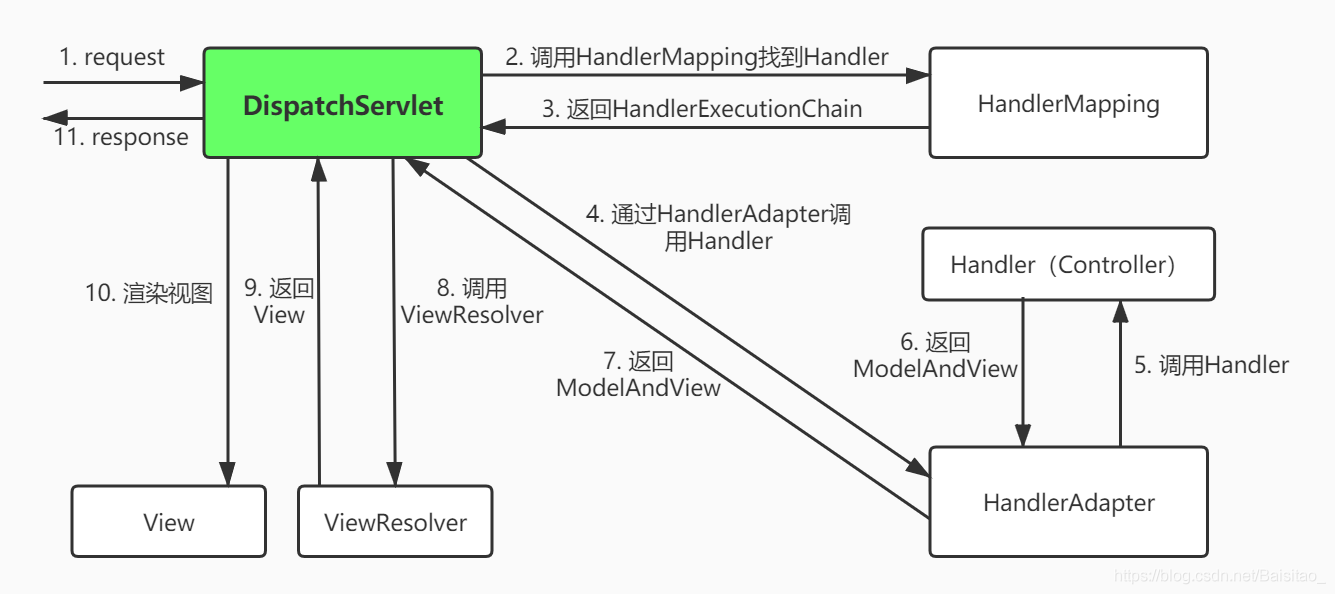 1. request
DispatchServlet
11. response
2. 调用HandlerMapping找到Handler
3. 返回HandlerExecutionChain
HandlerMapping
4. 通过HandlerAdapter调
用Handler
Handler（Controller）
10. 渲染视图
9. 返回
View
8. 调用
ViewResolver
7. 返回
ModelAndView
6. 返回
ModelAndView
5. 调用Handler
View
ViewResolver
HandlerAdapter
https://blog.csdn.net/Baisitao_